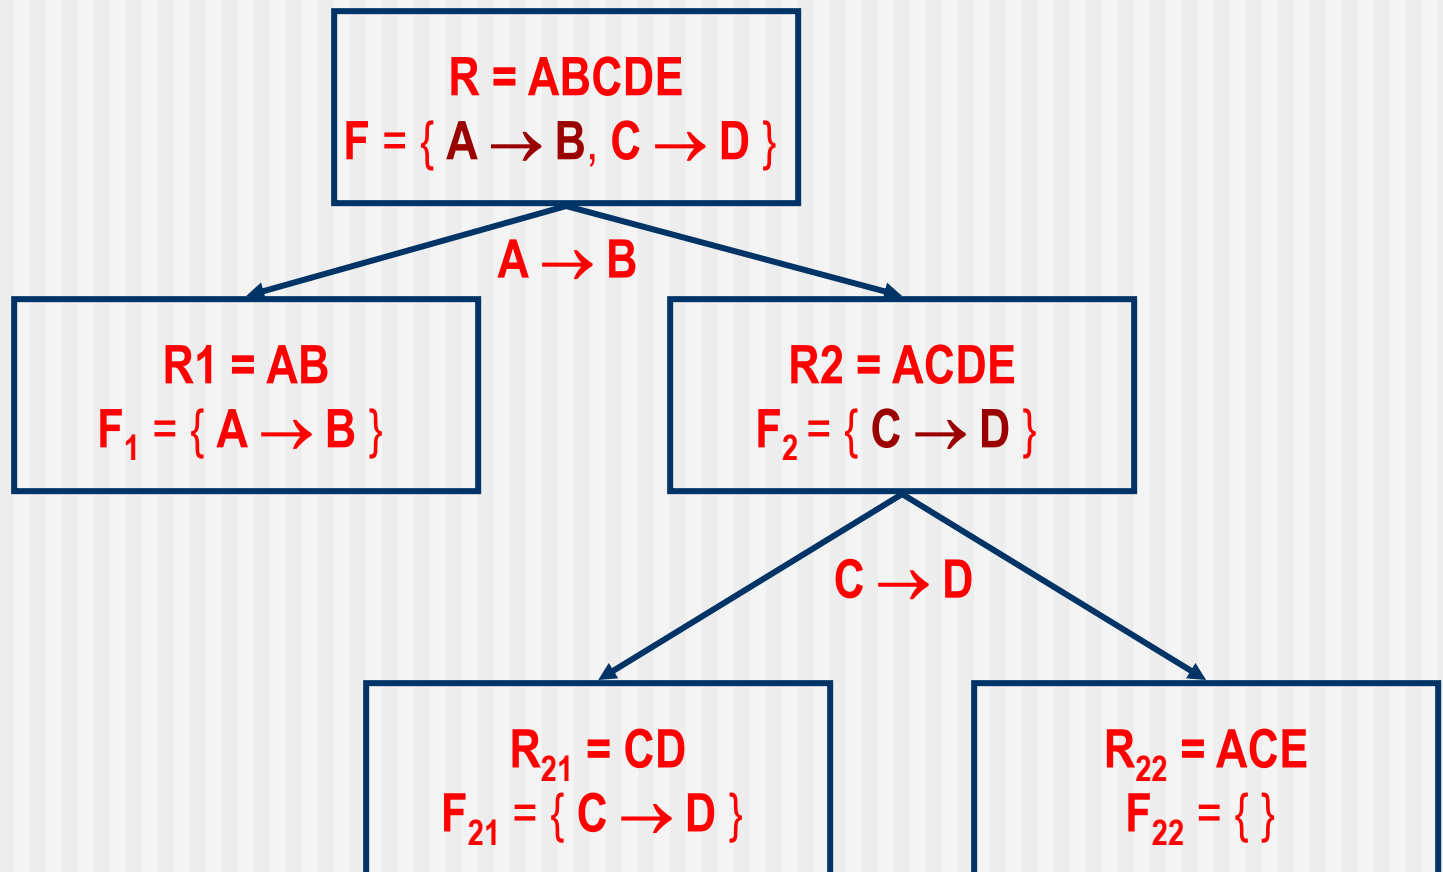 R = ABCDE
F = { A → B, C → D }
A → B
R1 = AB
F₁ = { A → B }
R2 = ACDE
F₂ = { C → D }
C → D
R₂₁ = CD
F₂₁ = { C → D }
R₂₂ = ACE
F₂₂ = { }